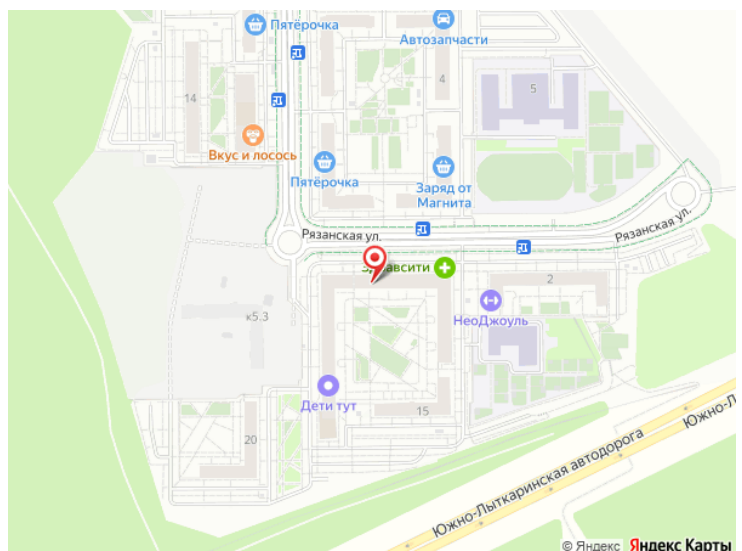 Пятёрочка
Автозапчасти
14
4
5
Вкус и лосось
Пятёрочка
Заряд от
Магнита
Рязанская ул.
Рязанская ул.
2
НеоДжоуль
к5.3
Дети тут
15
20
Южно-Лыткаринская автодорога
Южно-Л
© Яндекс Яндекс Карты